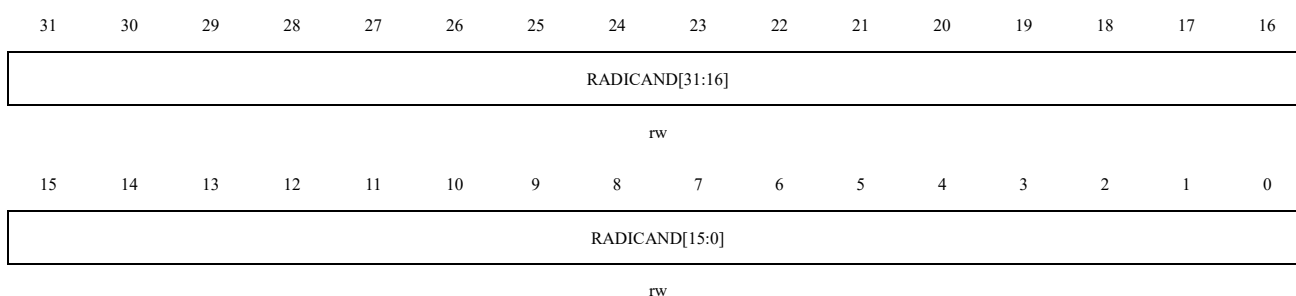 31 30 29 28 27 26 25 24 23 22 21 20 19 18 17 16
RADICAND[31:16]
rw
15 14 13 12 11 10 9 8 7 6 5 4 3 2 1 0
RADICAND[15:0]
rw